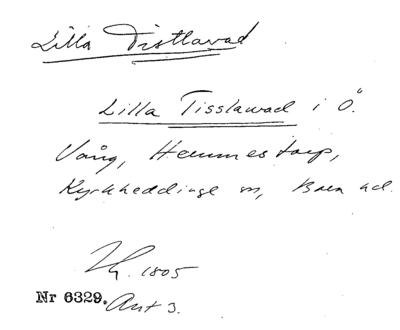 Lilla Tistlavad
Lilla Tisslawad i Ö.
Vång, Hemmestorp,
Kyrkheddinge sn, Bara hd.
1805
Nr 6329. Akt 3.